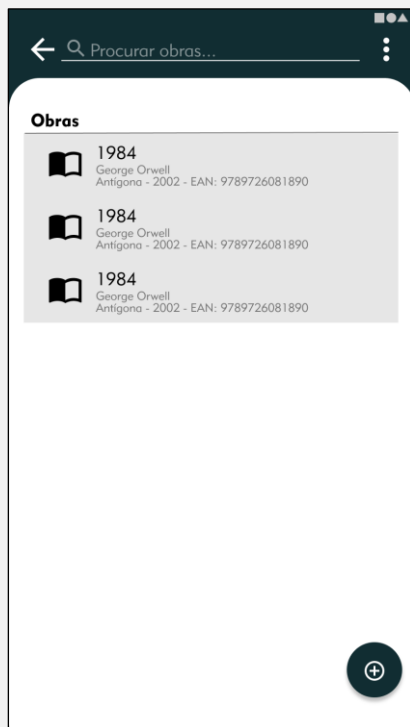 Procurar obras...
Obras
1984
George Orwell
Antígona - 2002 - EAN: 9789726081890
1984
George Orwell
Antígona - 2002 - EAN: 9789726081890
1984
George Orwell
Antígona - 2002 - EAN: 9789726081890